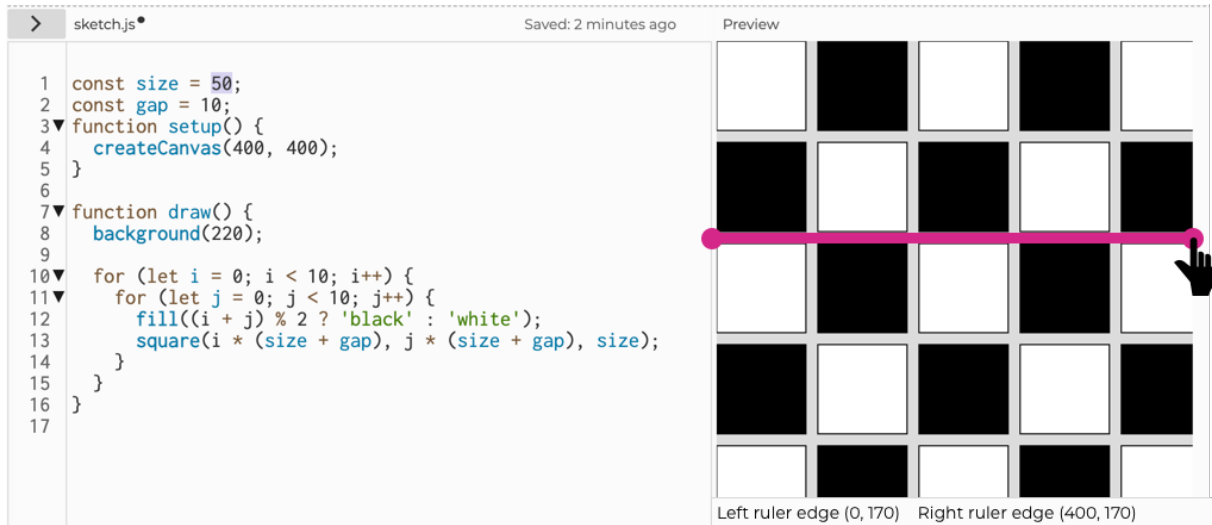 sketch.js Saved: 2 minutes ago Preview
1 const size = 50;
2 const gap = 10;
3 function setup() {
4 createCanvas(400, 400);
5 }
6
7 function draw() {
8 background(220);
9
10 for (let i = 0; i < 10; i++) {
11 for (let j = 0; j < 10; j++) {
12 fill((i + j) % 2 ? 'black' : 'white');
13 square(i * (size + gap), j * (size + gap), size);
14 }
15 }
16 }
17
Left ruler edge (0, 170) Right ruler edge (400, 170)